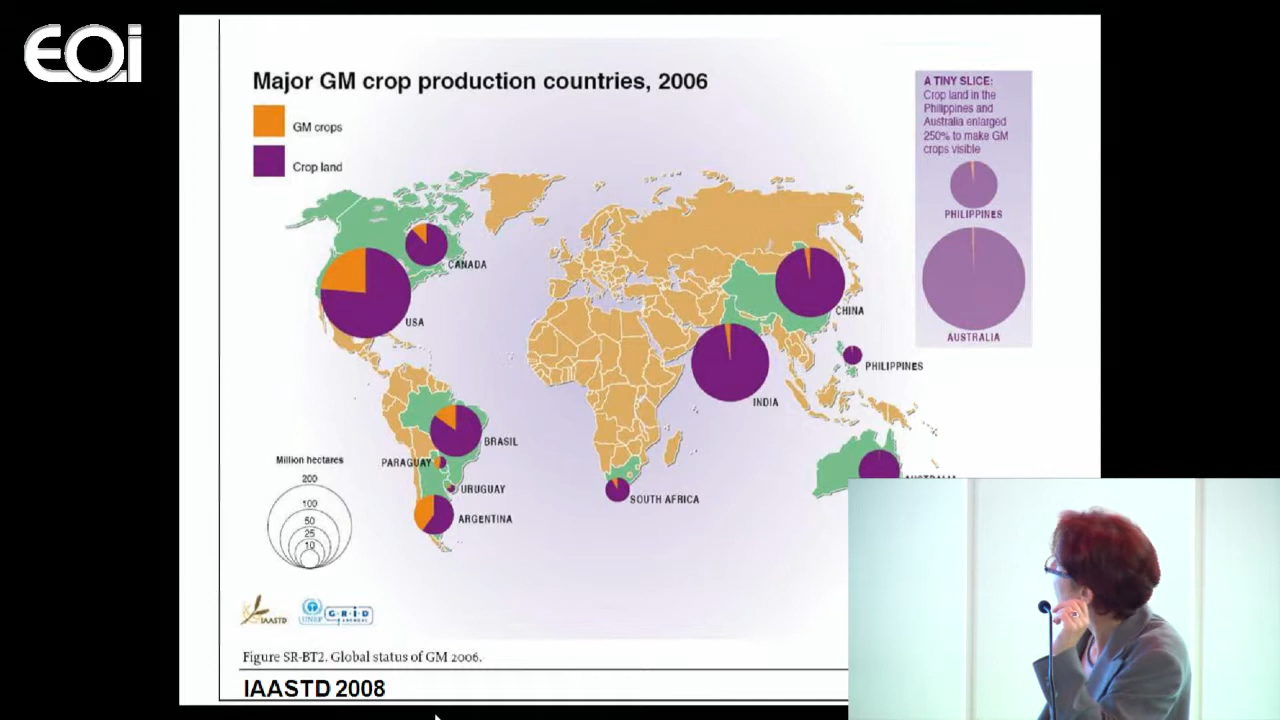 EOi
Major GM crop production countries, 2006
GM crops
Crop land
A TINY SLICE:
Crop land in the
Philippines and
Australia enlarged
250% to make GM
crops visible
PHILIPPINES
AUSTRALIA
CANADA
USA
CHINA
PHILIPPINES
INDIA
BRASIL
PARAGUAY
URUGUAY
SOUTH AFRICA
ARGENTINA
Million hectares
200
100
50
25
10
IAASTD
UNEP
GRID
Figure SR-BT2. Global status of GM 2006.
IAASTD 2008